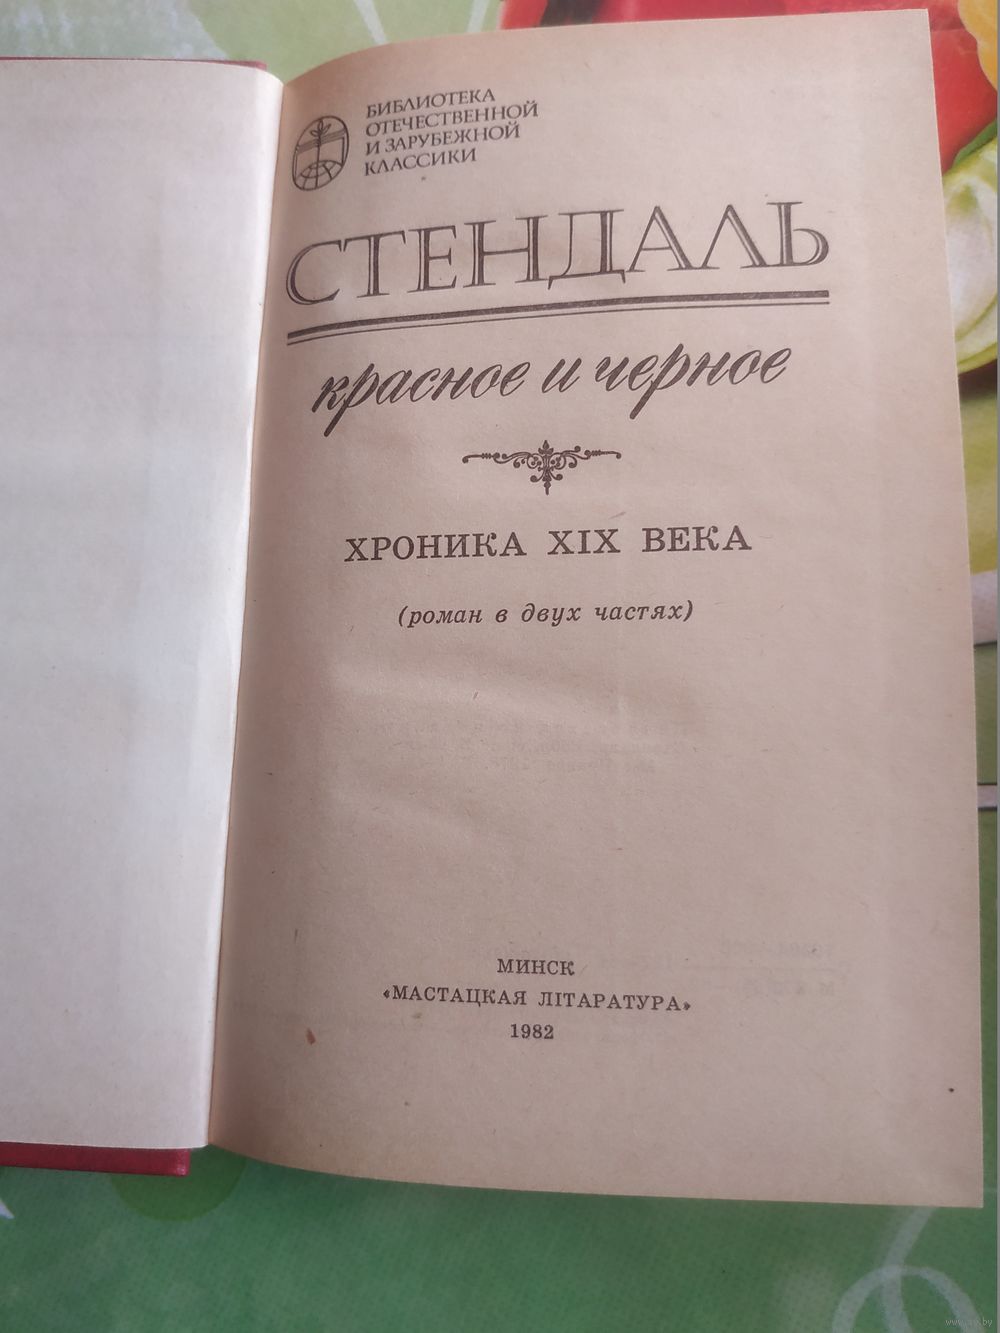 БИБЛИОТЕКА
ОТЕЧЕСТВЕННОЙ
И ЗАРУБЕЖНОЙ
КЛАССИКИ
СТЕНДАЛЬ
красное и черное
ХРОНИКА XIX ВЕКА
(роман в двух частях)
МИНСК
«МАСТАЦКАЯ ЛІТАРАТУРА»
1982